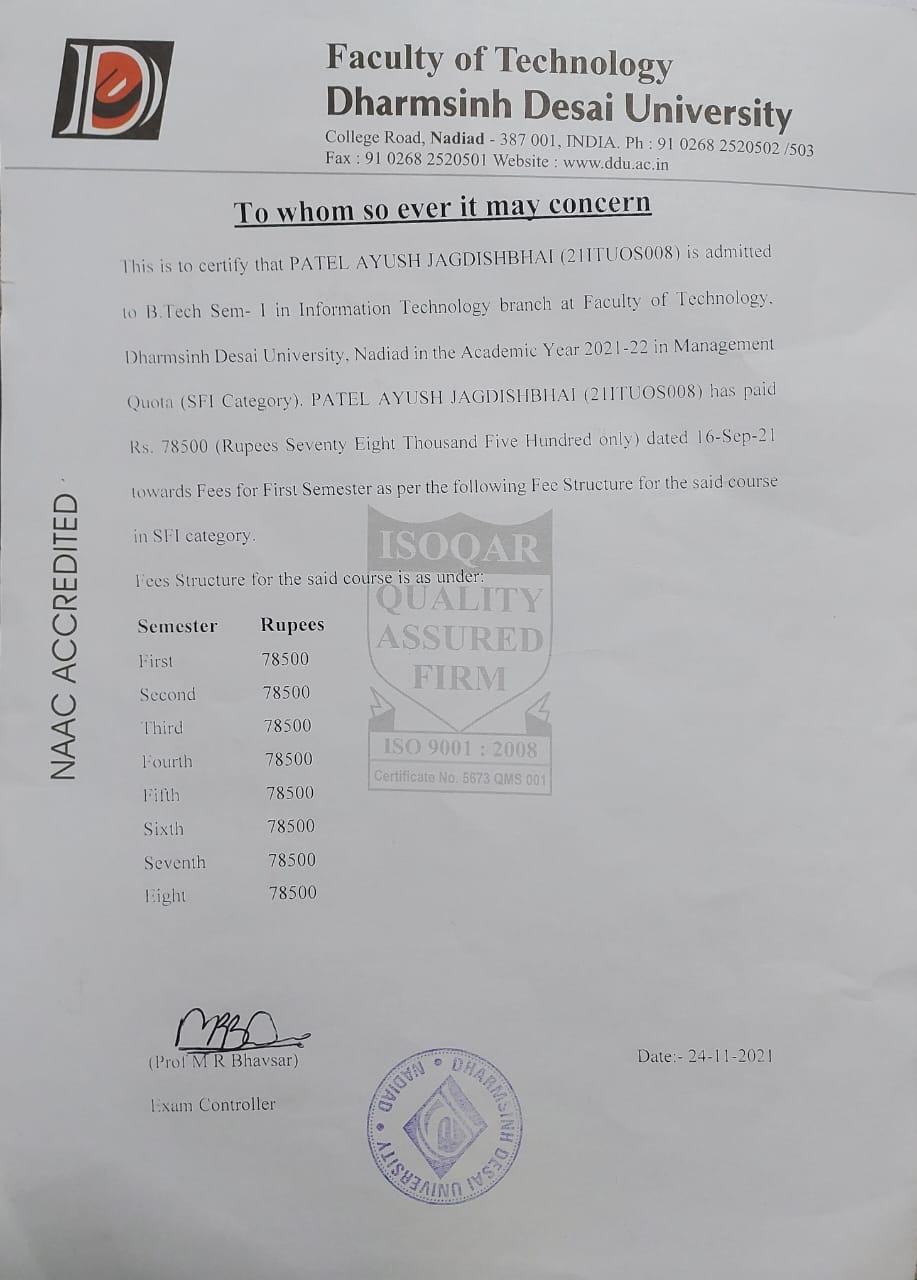 Faculty of Technology
Dharmsinh Desai University
College Road, Nadiad - 387 001, INDIA. Ph : 91 0268 2520502 /503
Fax : 91 0268 2520501 Website : www.ddu.ac.in
To whom so ever it may concern
This is to certify that PATEL AYUSH JAGDISHBHAI (21ITUOS008) is admitted
to B.Tech Sem- I in Information Technology branch at Faculty of Technology,
Dharmsinh Desai University, Nadiad in the Academic Year 2021-22 in Management
Quota (SFI Category). PATEL AYUSH JAGDISHBHAI (21ITUOS008) has paid
Rs. 78500 (Rupees Seventy Eight Thousand Five Hundred only) dated 16-Sep-21
towards Fees for First Semester as per the following Fee Structure for the said course
in SFI category.
Fees Structure for the said course is as under:
Semester Rupees
First 78500
Second 78500
Third 78500
Fourth 78500
Fifth 78500
Sixth 78500
Seventh 78500
Eight 78500
NAAC ACCREDITED
ISOQAR
QUALITY
ASSURED
FIRM
ISO 9001 : 2008
Certificate No. 5673 QMS 001
(Prof M R Bhavsar)
Exam Controller
Date:- 24-11-2021
DHARMSINH DESAI UNIVERSITY • NADIAD •